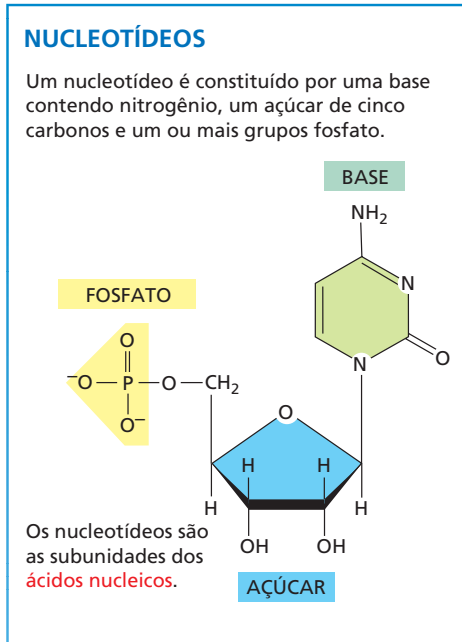 NUCLEOTÍDEOS
Um nucleotídeo é constituído por uma base
contendo nitrogênio, um açúcar de cinco
carbonos e um ou mais grupos fosfato.
BASE
NH₂
FOSFATO
N
O
⁻O P O CH₂
N
O
O⁻
O
H H
H H
Os nucleotídeos são
as subunidades dos
ácidos nucleicos.
OH OH
AÇÚCAR